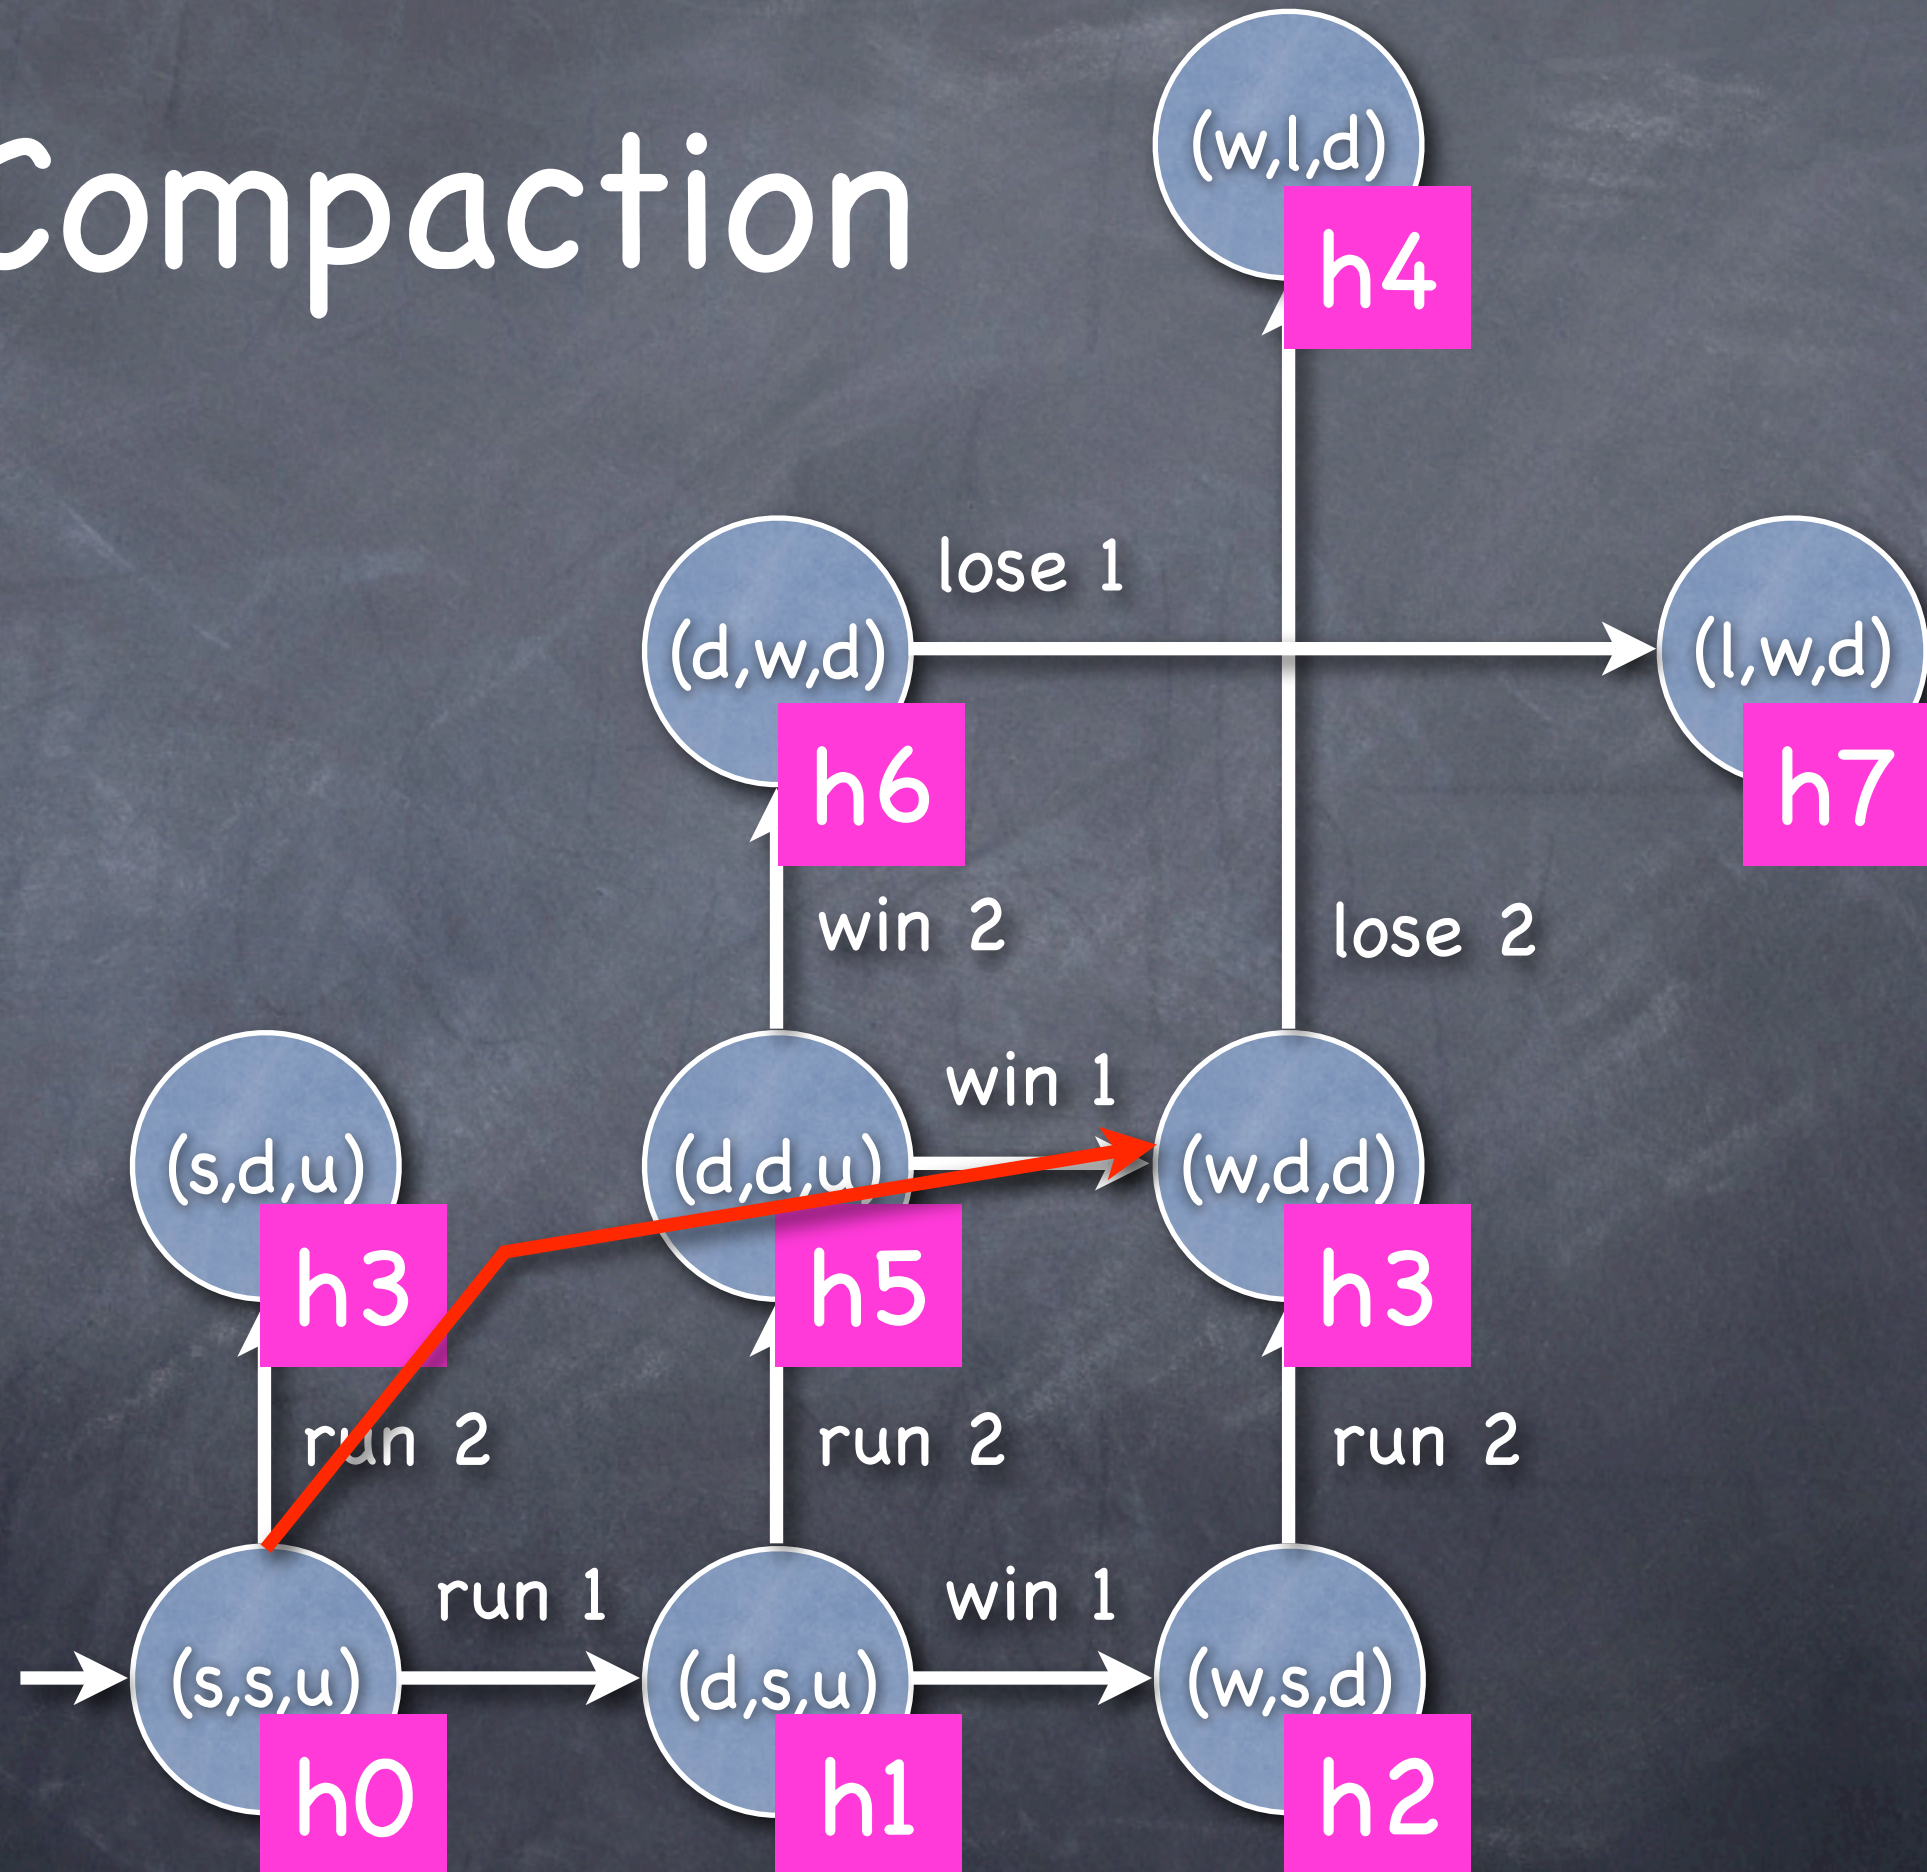 Compaction
(w,l,d)
h4
lose 1
(d,w,d)
(l,w,d)
h6
h7
win 2
lose 2
win 1
(s,d,u)
(d,d,u)
(w,d,d)
h3
h5
h3
run 2
run 2
run 2
run 1
win 1
(s,s,u)
(d,s,u)
(w,s,d)
h0
h1
h2